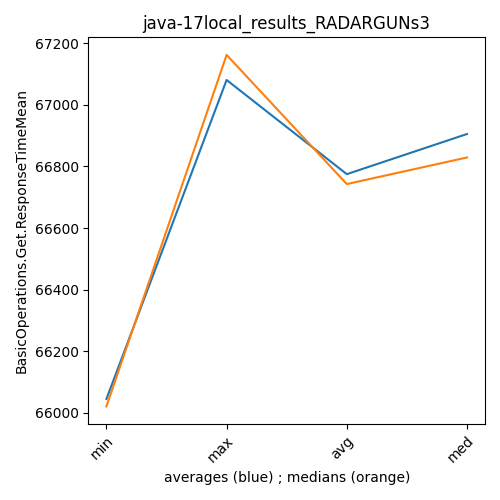 java-17local_results_RADARGUNs3
BasicOperations.Get.ResponseTimeMean
67200
67000
66800
66600
66400
66200
66000
min
max
avg
med
averages (blue) ; medians (orange)